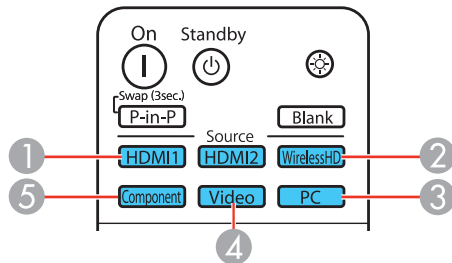 On Standby
Swap (3sec.)
P-in-P Blank
Source
1 HDMI1 HDMI2 WirelessHD 2
5 Component Video PC 3
4